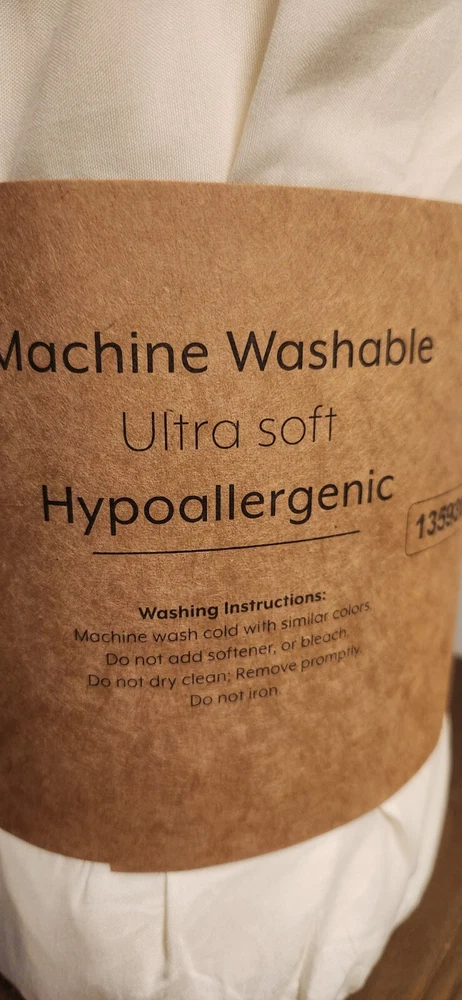 Machine Washable
Ultra soft
Hypoallergenic
Washing Instructions:
Machine wash cold with similar colors.
Do not add softener, or bleach.
Do not dry clean; Remove promptly.
Do not iron